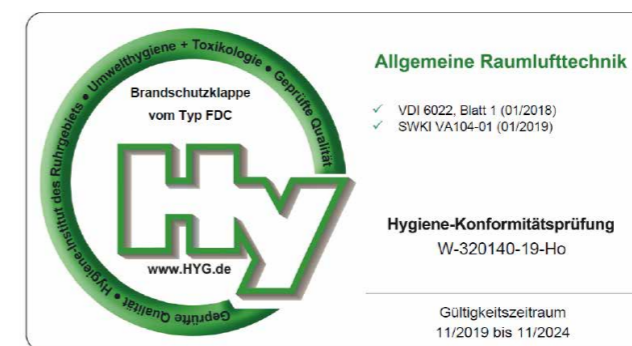 Geprüfte Qualität • Hygiene-Institut des Ruhrgebiets • Umwelthygiene + Toxikologie • Geprüfte Qualität
Brandschutzklappe
vom Typ FDC
Hy
www.HYG.de
Allgemeine Raumlufttechnik
✓ VDI 6022, Blatt 1 (01/2018)
✓ SWKI VA104-01 (01/2019)
Hygiene-Konformitätsprüfung
W-320140-19-Ho
Gültigkeitszeitraum
11/2019 bis 11/2024